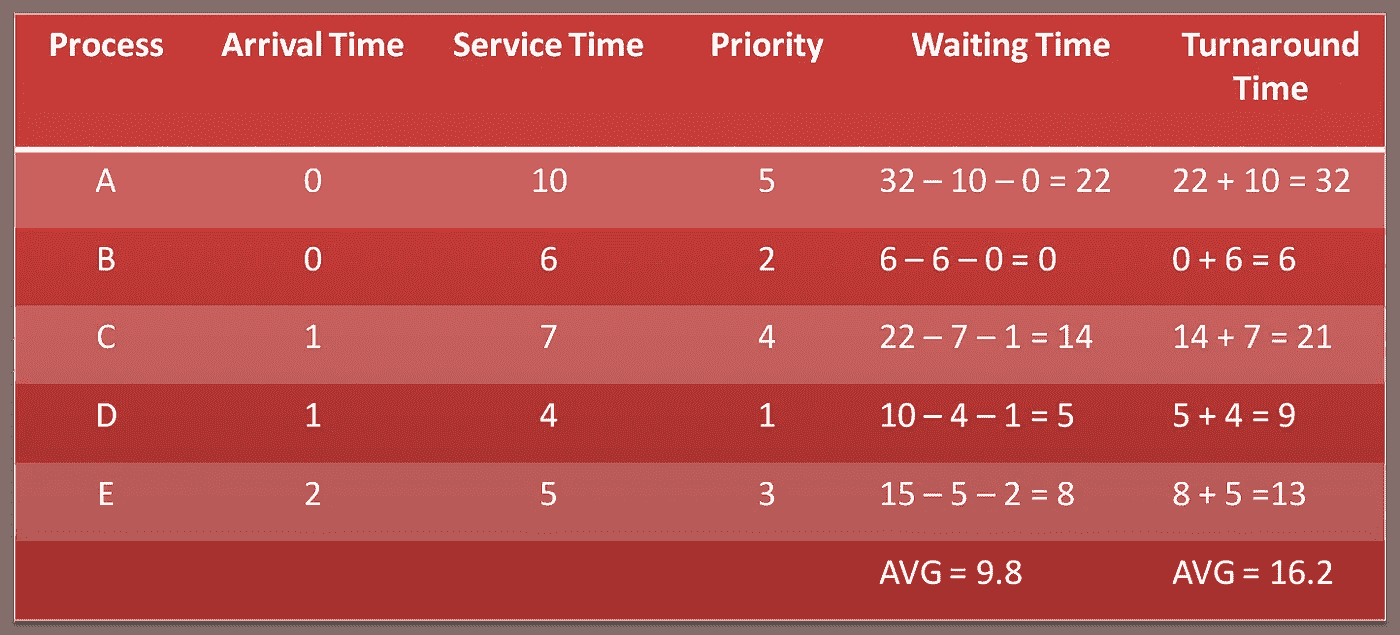 Process Arrival Time Service Time Priority Waiting Time Turnaround
Time
A 0 10 5 32 – 10 – 0 = 22 22 + 10 = 32
B 0 6 2 6 – 6 – 0 = 0 0 + 6 = 6
C 1 7 4 22 – 7 – 1 = 14 14 + 7 = 21
D 1 4 1 10 – 4 – 1 = 5 5 + 4 = 9
E 2 5 3 15 – 5 – 2 = 8 8 + 5 =13
AVG = 9.8 AVG = 16.2